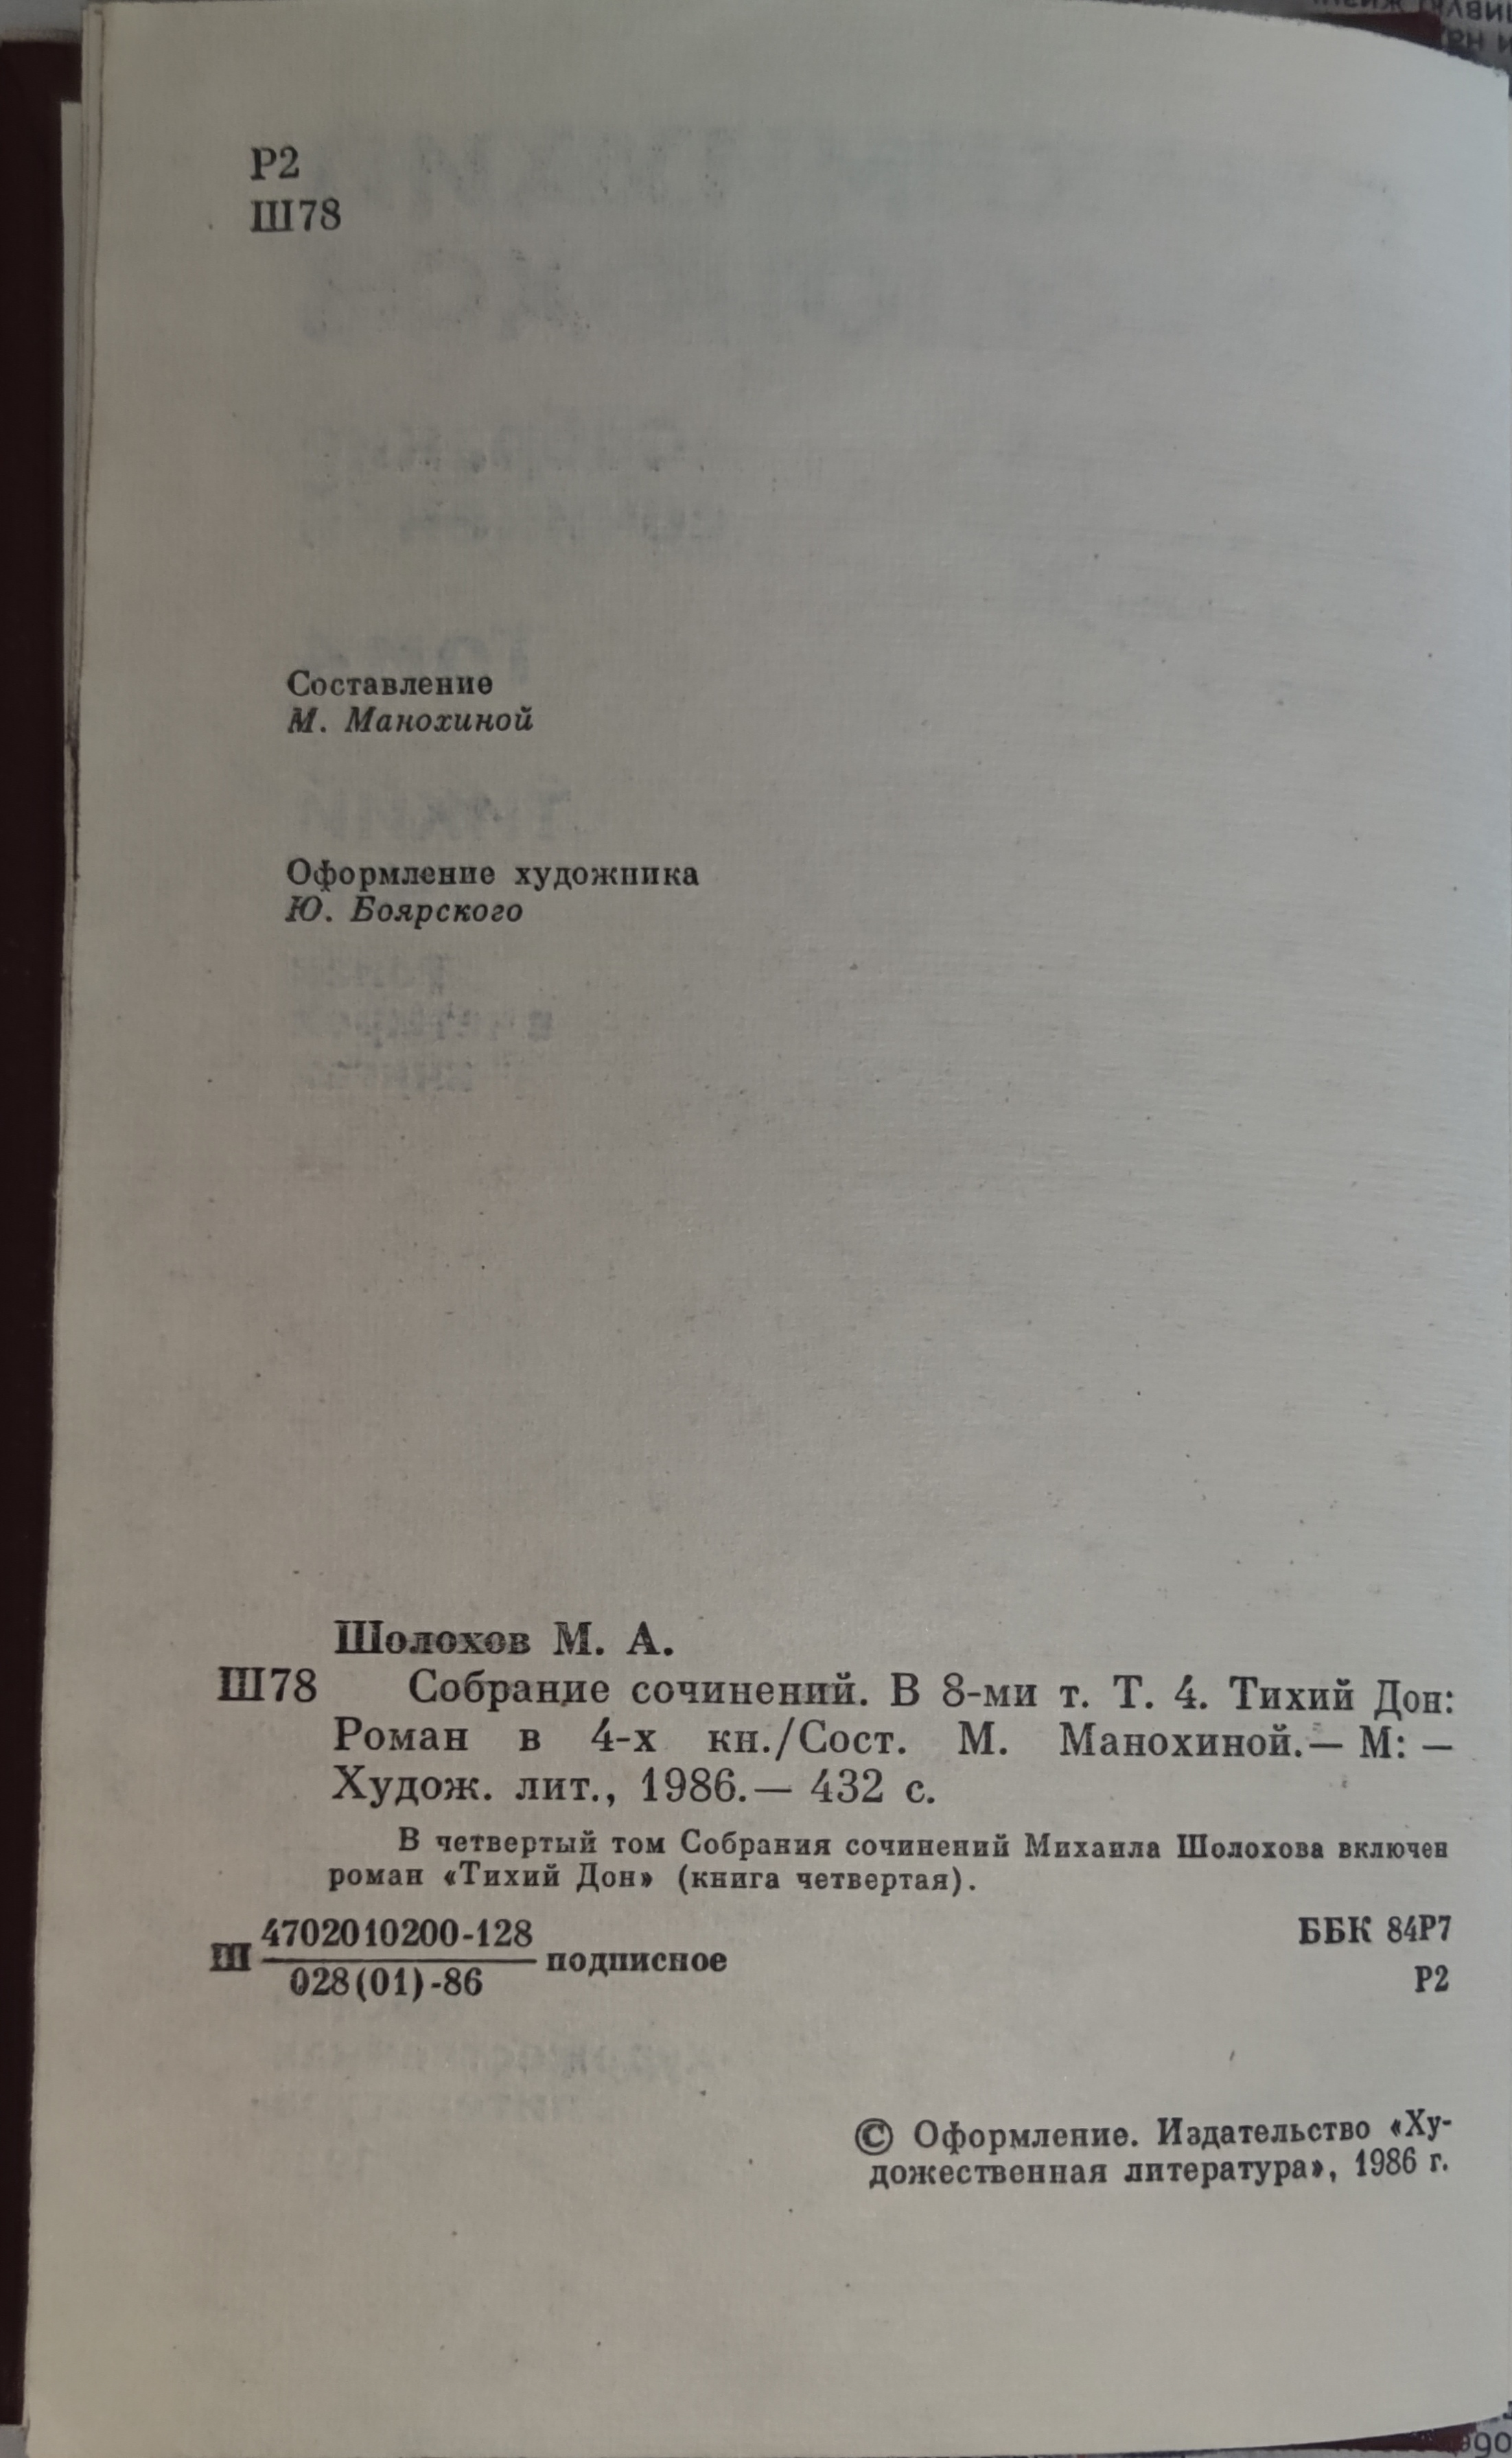 Р2
Ш78
Составление
М. Манохиной
Оформление художника
Ю. Боярского
Шолохов М. А.
Ш78 Собрание сочинений. В 8-ми т. Т. 4. Тихий Дон:
Роман в 4-х кн./Сост. М. Манохиной.— М: —
Худож. лит., 1986.— 432 с.
В четвертый том Собрания сочинений Михаила Шолохова включен
роман «Тихий Дон» (книга четвертая).
4702010200-128
Ш подписное
028(01)-86
ББК 84Р7
Р2
© Оформление. Издательство «Ху-
дожественная литература», 1986 г.